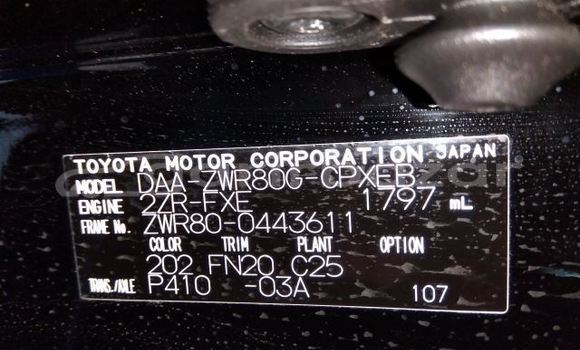 TOYOTA MOTOR CORPORATION JAPAN
MODEL DAA-ZWR80G-CPXEB
ENGINE 2ZR-FXE 1797 mL
FRAME No. ZWR80-0443611
COLOR TRIM PLANT OPTION
202 FN20 C25
TRANS./AXLE P410 -03A 107